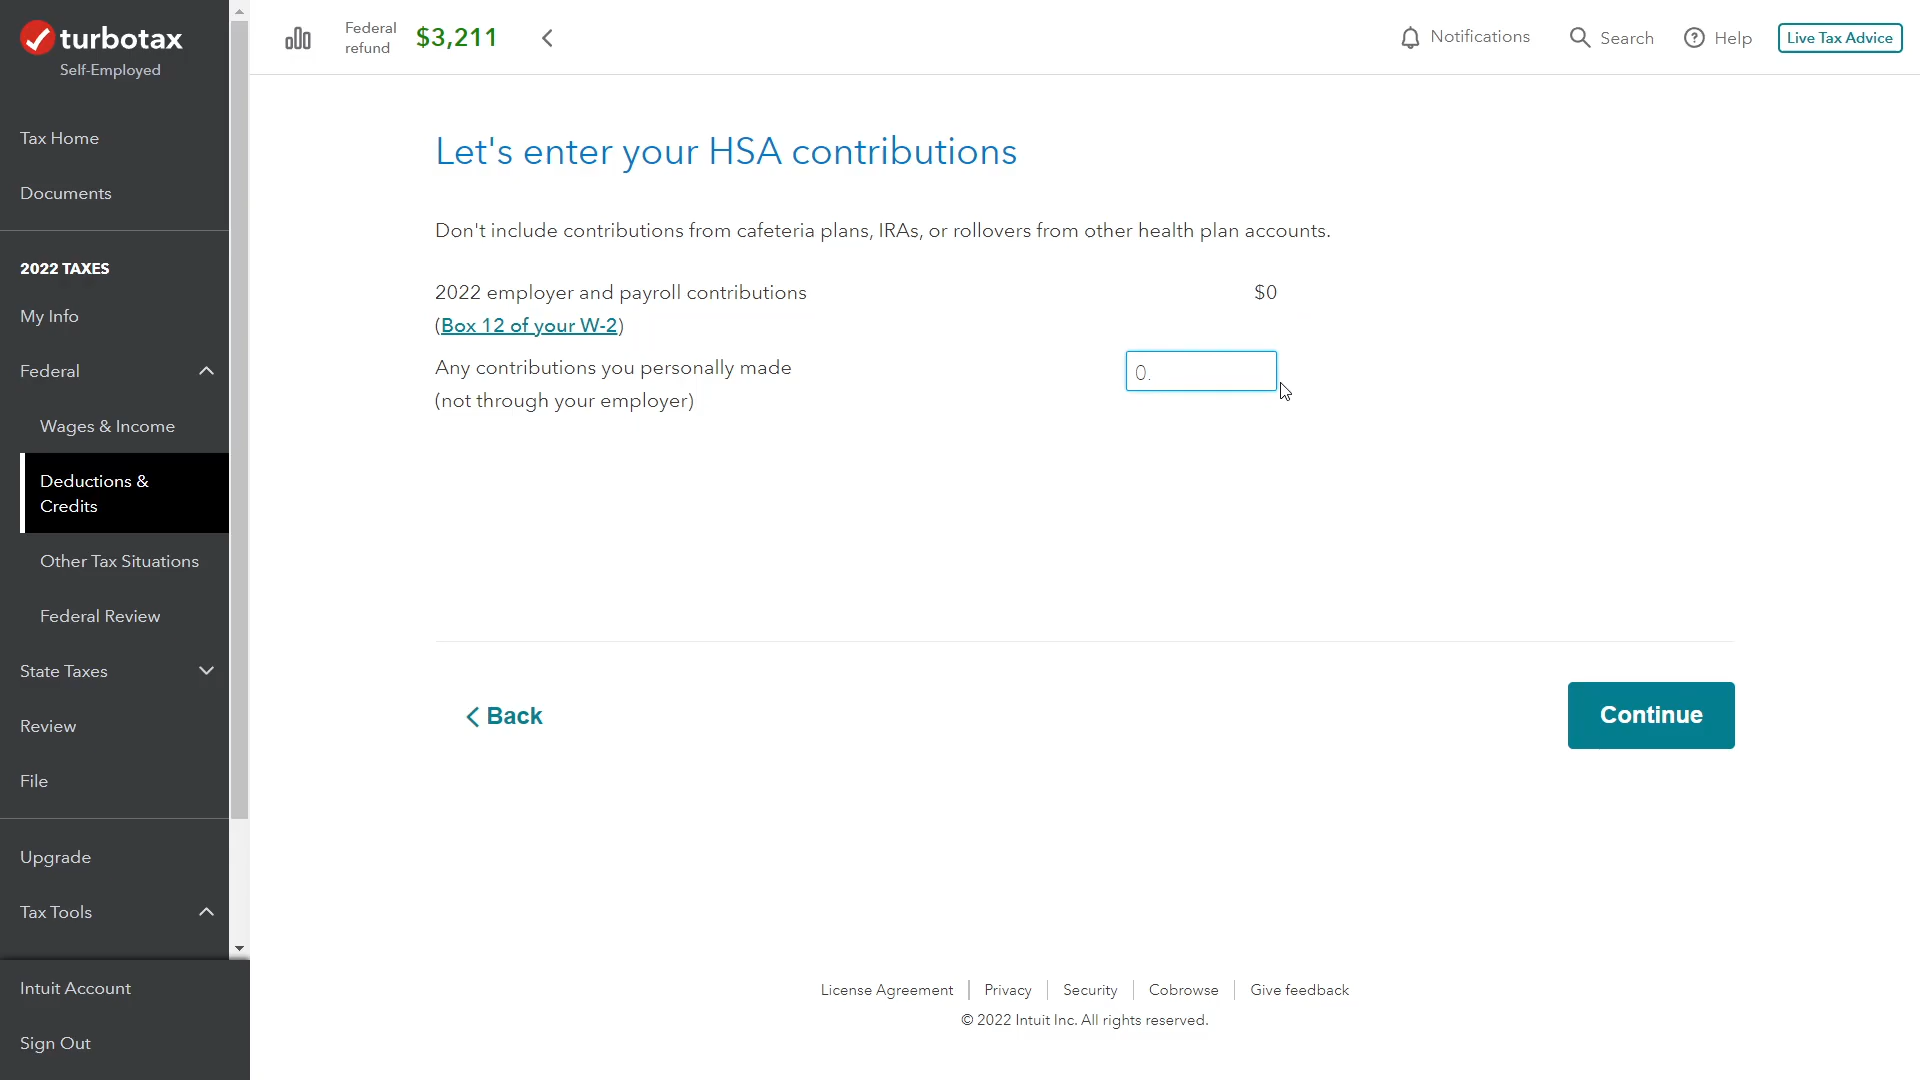 turbotax
Self-Employed
Tax Home
Documents
2022 TAXES
My Info
Federal
Wages & Income
Deductions &
Credits
Other Tax Situations
Federal Review
State Taxes
Review
File
Upgrade
Tax Tools
Intuit Account
Sign Out
Federal
refund
$3,211
Notifications
Search
Help
Live Tax Advice
Let's enter your HSA contributions
Don't include contributions from cafeteria plans, IRAs, or rollovers from other health plan accounts.
2022 employer and payroll contributions $0
(Box 12 of your W-2)
Any contributions you personally made 0.
(not through your employer)
Back
Continue
License Agreement Privacy Security Cobrowse Give feedback
© 2022 Intuit Inc. All rights reserved.